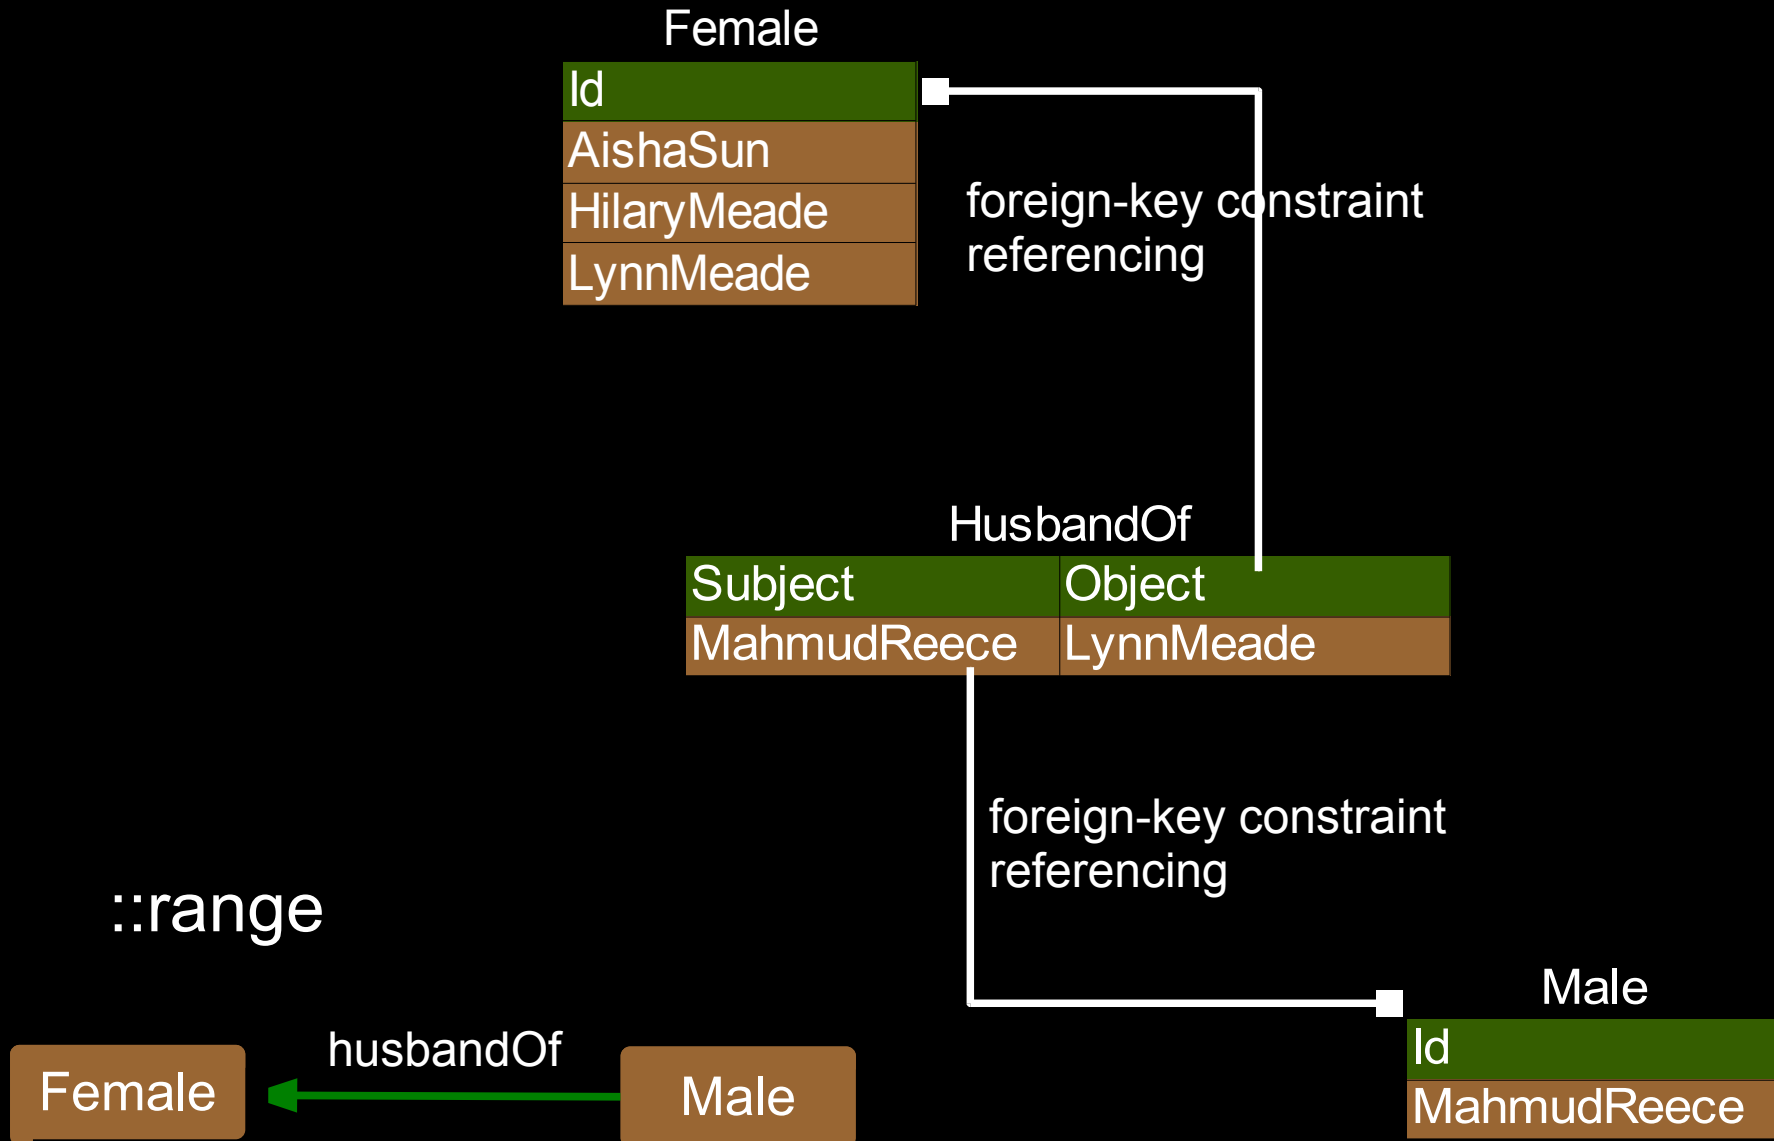 Female
Id
AishaSun
HilaryMeade
LynnMeade
foreign-key constraint
referencing
HusbandOf
Subject Object
MahmudReece LynnMeade
foreign-key constraint
referencing
::range
Male
Id
MahmudReece
husbandOf
Female Male